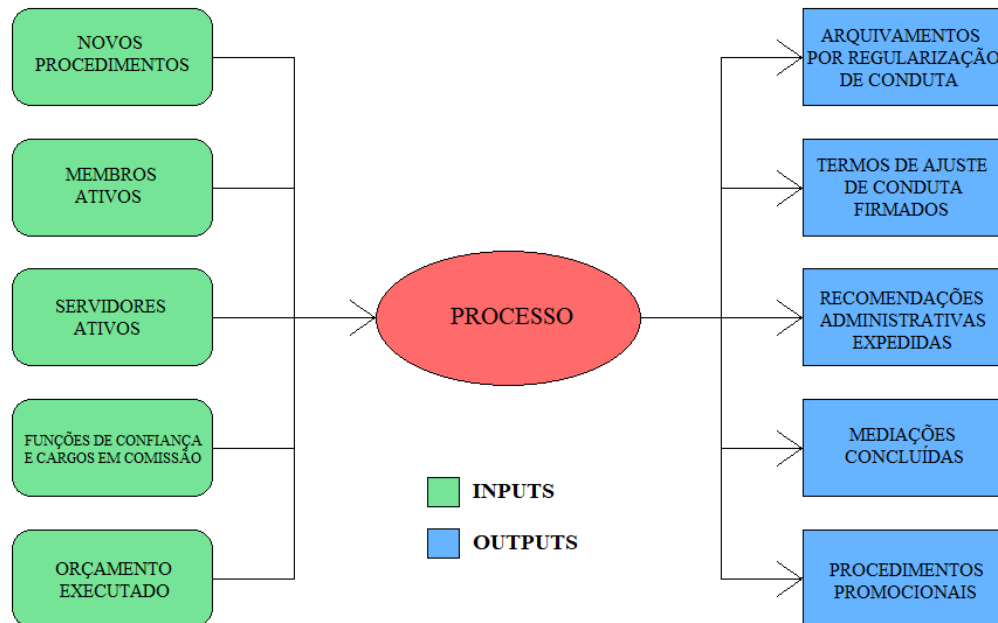 NOVOS
PROCEDIMENTOS
MEMBROS
ATIVOS
SERVIDORES
ATIVOS
FUNÇÕES DE CONFIANÇA
E CARGOS EM COMISSÃO
ORÇAMENTO
EXECUTADO
PROCESSO
INPUTS
OUTPUTS
ARQUIVAMENTOS
POR REGULARIZAÇÃO
DE CONDUTA
TERMOS DE AJUSTE
DE CONDUTA
FIRMADOS
RECOMENDAÇÕES
ADMINISTRATIVAS
EXPEDIDAS
MEDIAÇÕES
CONCLUÍDAS
PROCEDIMENTOS
PROMOCIONAIS